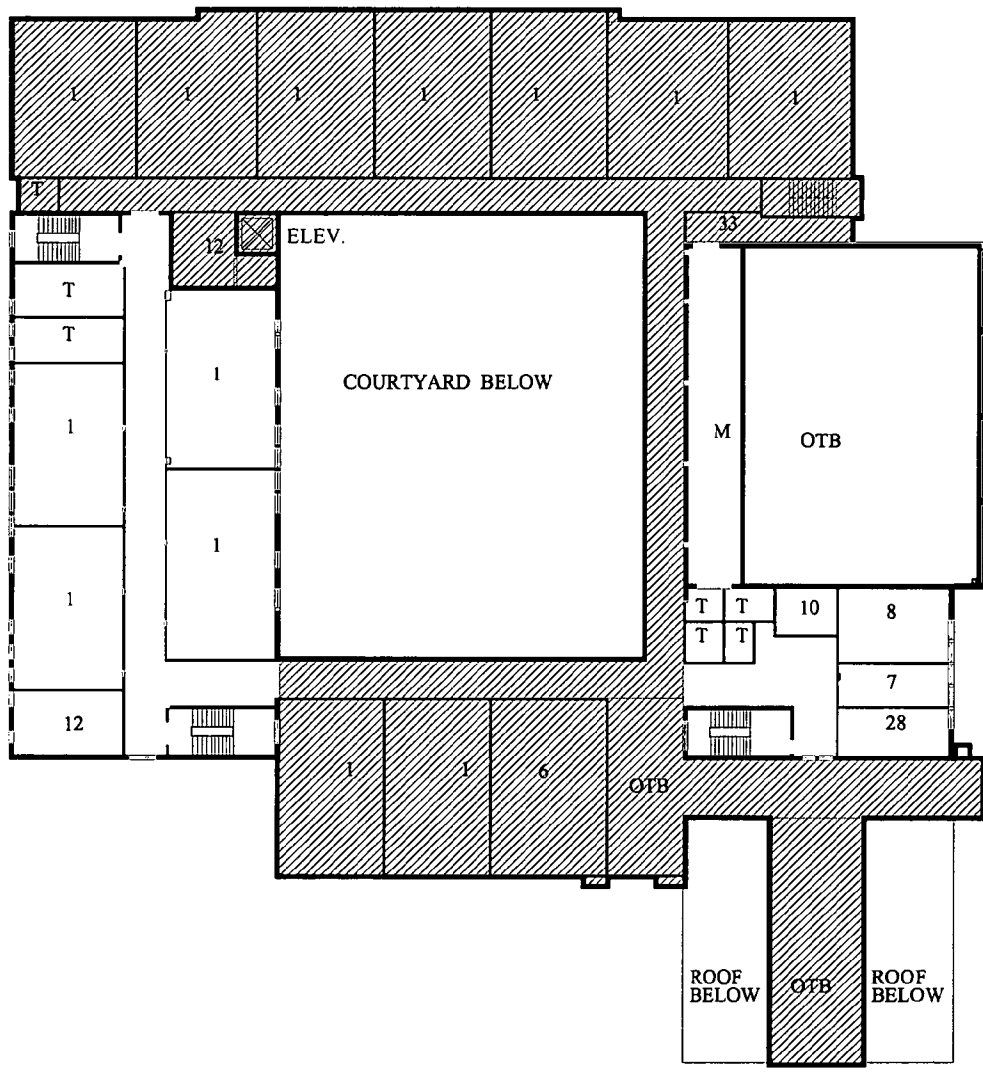 1 1 1 1 1 1 1
T
12
ELEV.
33
T
T
1
COURTYARD BELOW
1
M
OTB
1
1
T T 10 8
T T
7
12
28
1 1 6 OTB
ROOF
BELOW
OTB
ROOF
BELOW